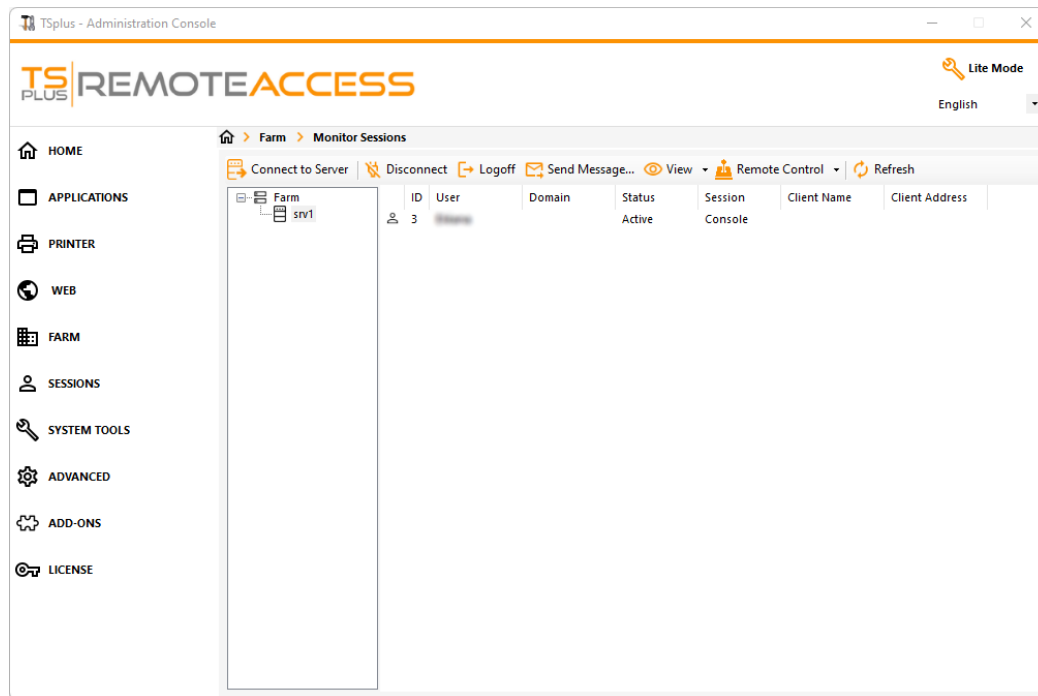 TSplus - Administration Console
TS PLUS REMOTEACCESS
Lite Mode
English
HOME
APPLICATIONS
PRINTER
WEB
FARM
SESSIONS
SYSTEM TOOLS
ADVANCED
ADD-ONS
LICENSE
Farm > Monitor Sessions
Connect to Server Disconnect Logoff Send Message... View Remote Control Refresh
Farm
srv1
ID User Domain Status Session Client Name Client Address
3 Active Console